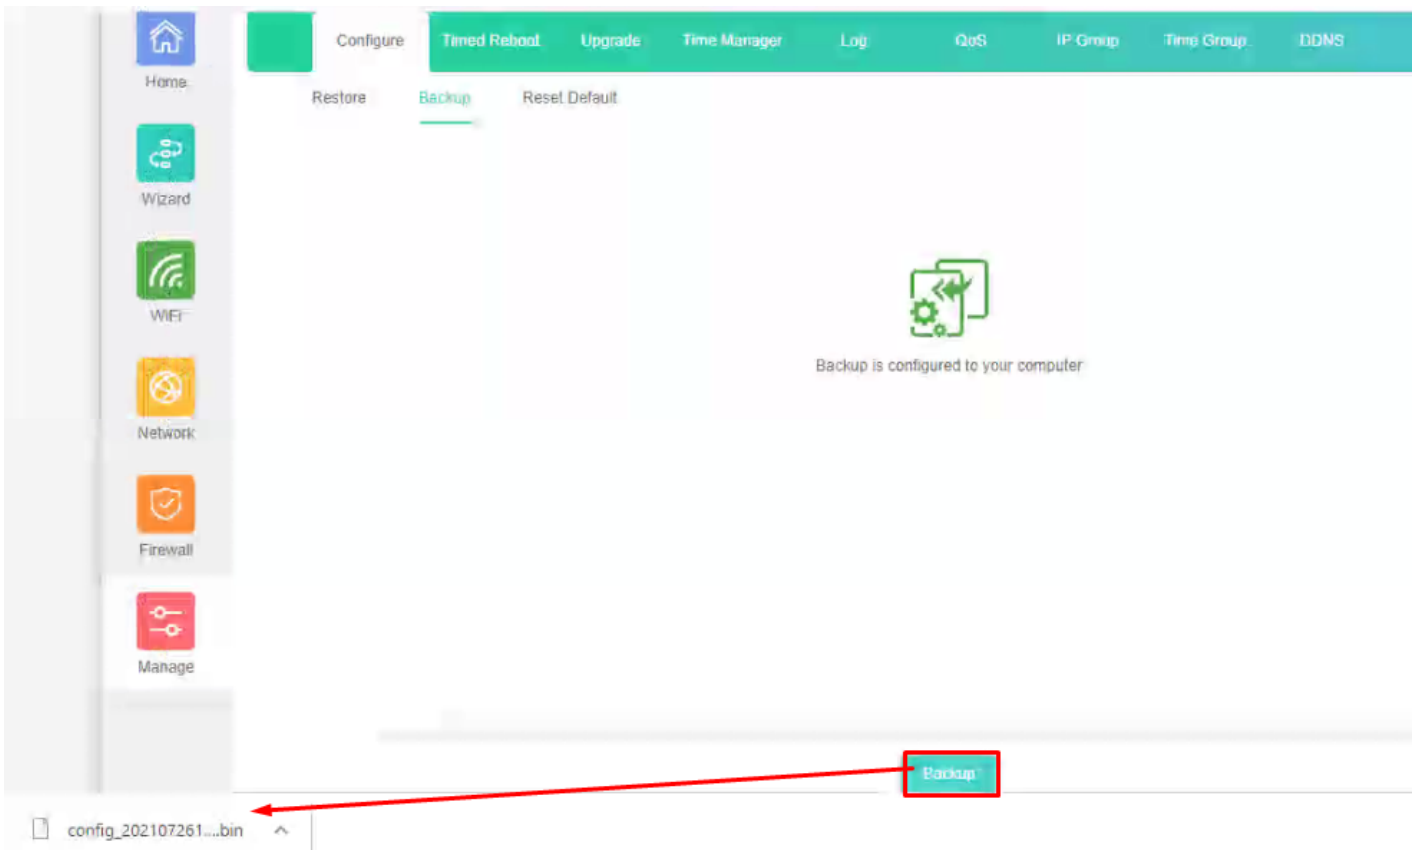 Configure Timed Reboot Upgrade Time Manager Log QoS IP Group Time Group DDNS
Home
Restore Backup Reset Default
Wizard
WiFi
Backup is configured to your computer
Network
Firewall
Manage
Backup
config_202107261....bin